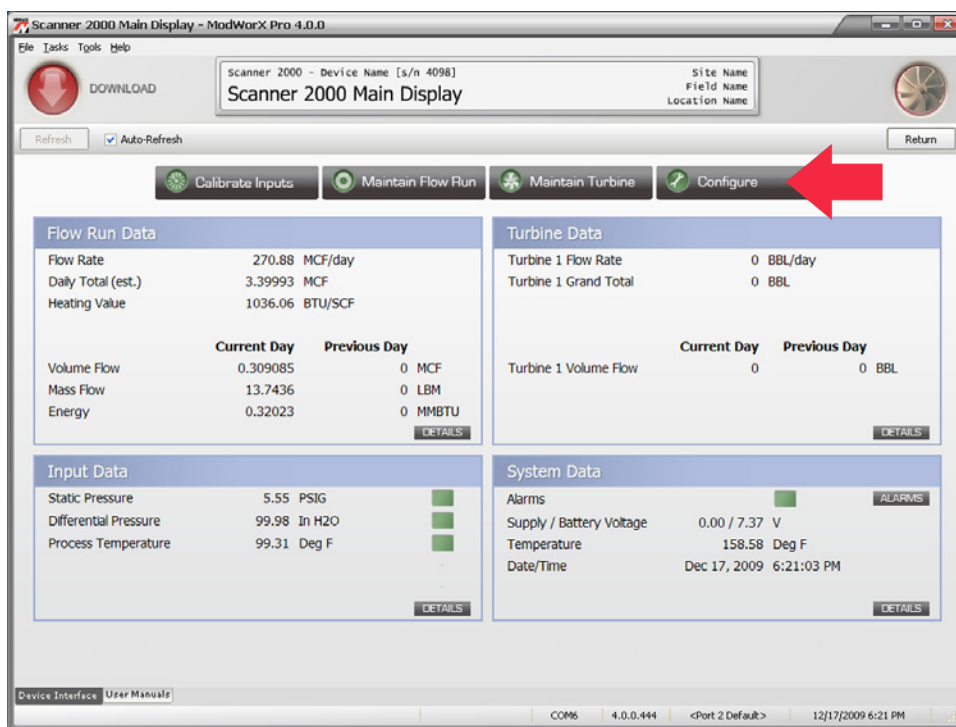 Scanner 2000 Main Display - ModWorX Pro 4.0.0
File Tasks Tools Help
DOWNLOAD
Scanner 2000 - Device Name [s/n 4098]
Scanner 2000 Main Display
Site Name
Field Name
Location Name
Refresh Auto-Refresh Return
Calibrate Inputs Maintain Flow Run Maintain Turbine Configure
Flow Run Data
Flow Rate 270.88 MCF/day
Daily Total (est.) 3.39993 MCF
Heating Value 1036.06 BTU/SCF
Current Day Previous Day
Volume Flow 0.309085 0 MCF
Mass Flow 13.7436 0 LBM
Energy 0.32023 0 MMBTU
DETAILS
Turbine Data
Turbine 1 Flow Rate 0 BBL/day
Turbine 1 Grand Total 0 BBL
Current Day Previous Day
Turbine 1 Volume Flow 0 0 BBL
DETAILS
Input Data
Static Pressure 5.55 PSIG
Differential Pressure 99.98 In H2O
Process Temperature 99.31 Deg F
DETAILS
System Data
Alarms ALARMS
Supply / Battery Voltage 0.00 / 7.37 V
Temperature 158.58 Deg F
Date/Time Dec 17, 2009 6:21:03 PM
DETAILS
Device Interface User Manuals
COM6 4.0.0.444 <Port 2 Default> 12/17/2009 6:21 PM